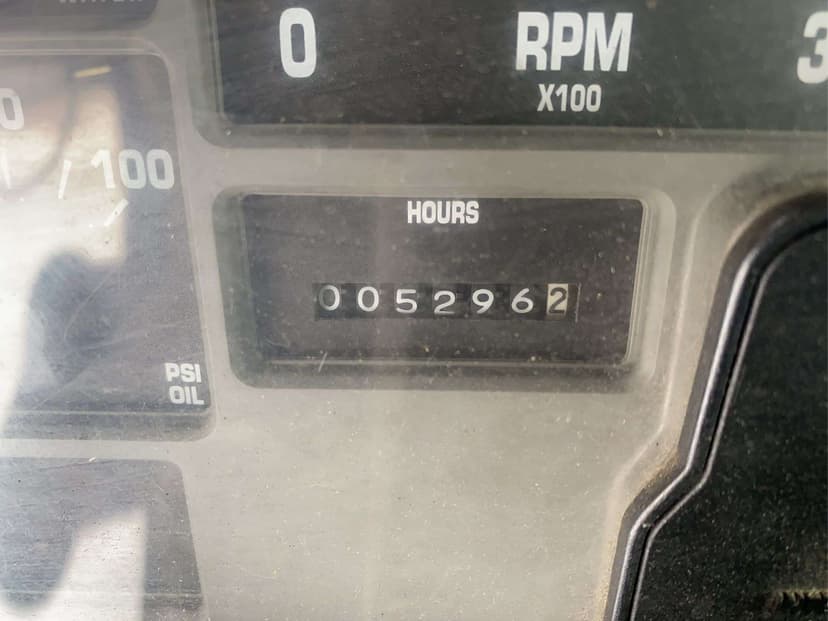 0 RPM 3
X100
100
HOURS
0052962
PSI
OIL